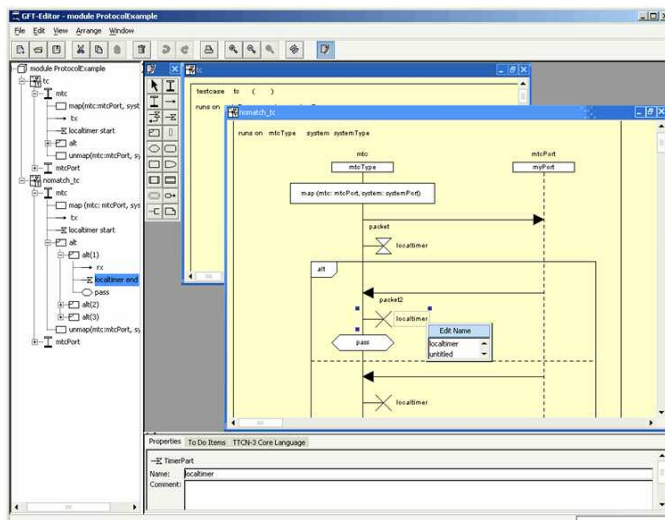 GFT-Editor - module ProtocolExample
File Edit View Arrange Window
module ProtocolExample
tc
mtc
map(mtc:mtcPort, syst
tx
localtimer start
alt
unmap(mtc:mtcPort, sy
mtcPort
nomatch_tc
mtc
map (mtc: mtcPort, sy
tx
localtimer start
alt
alt(1)
rx
localtimer end
pass
alt(2)
alt(3)
unmap(mtc:mtcPort, sy
mtcPort
tc
testcase tc ( )
runs on
nomatch_tc
runs on mtcType system systemType
mtc mtcPort
mtcType myPort
map (mtc: mtcPort, system: systemPort)
packet
localtimer
alt
packet2
localtimer
Edit Name
localtimer
untitled
pass
localtimer
Properties To Do Items TTCN-3 Core Language
TimerPart
Name: localtimer
Comment: